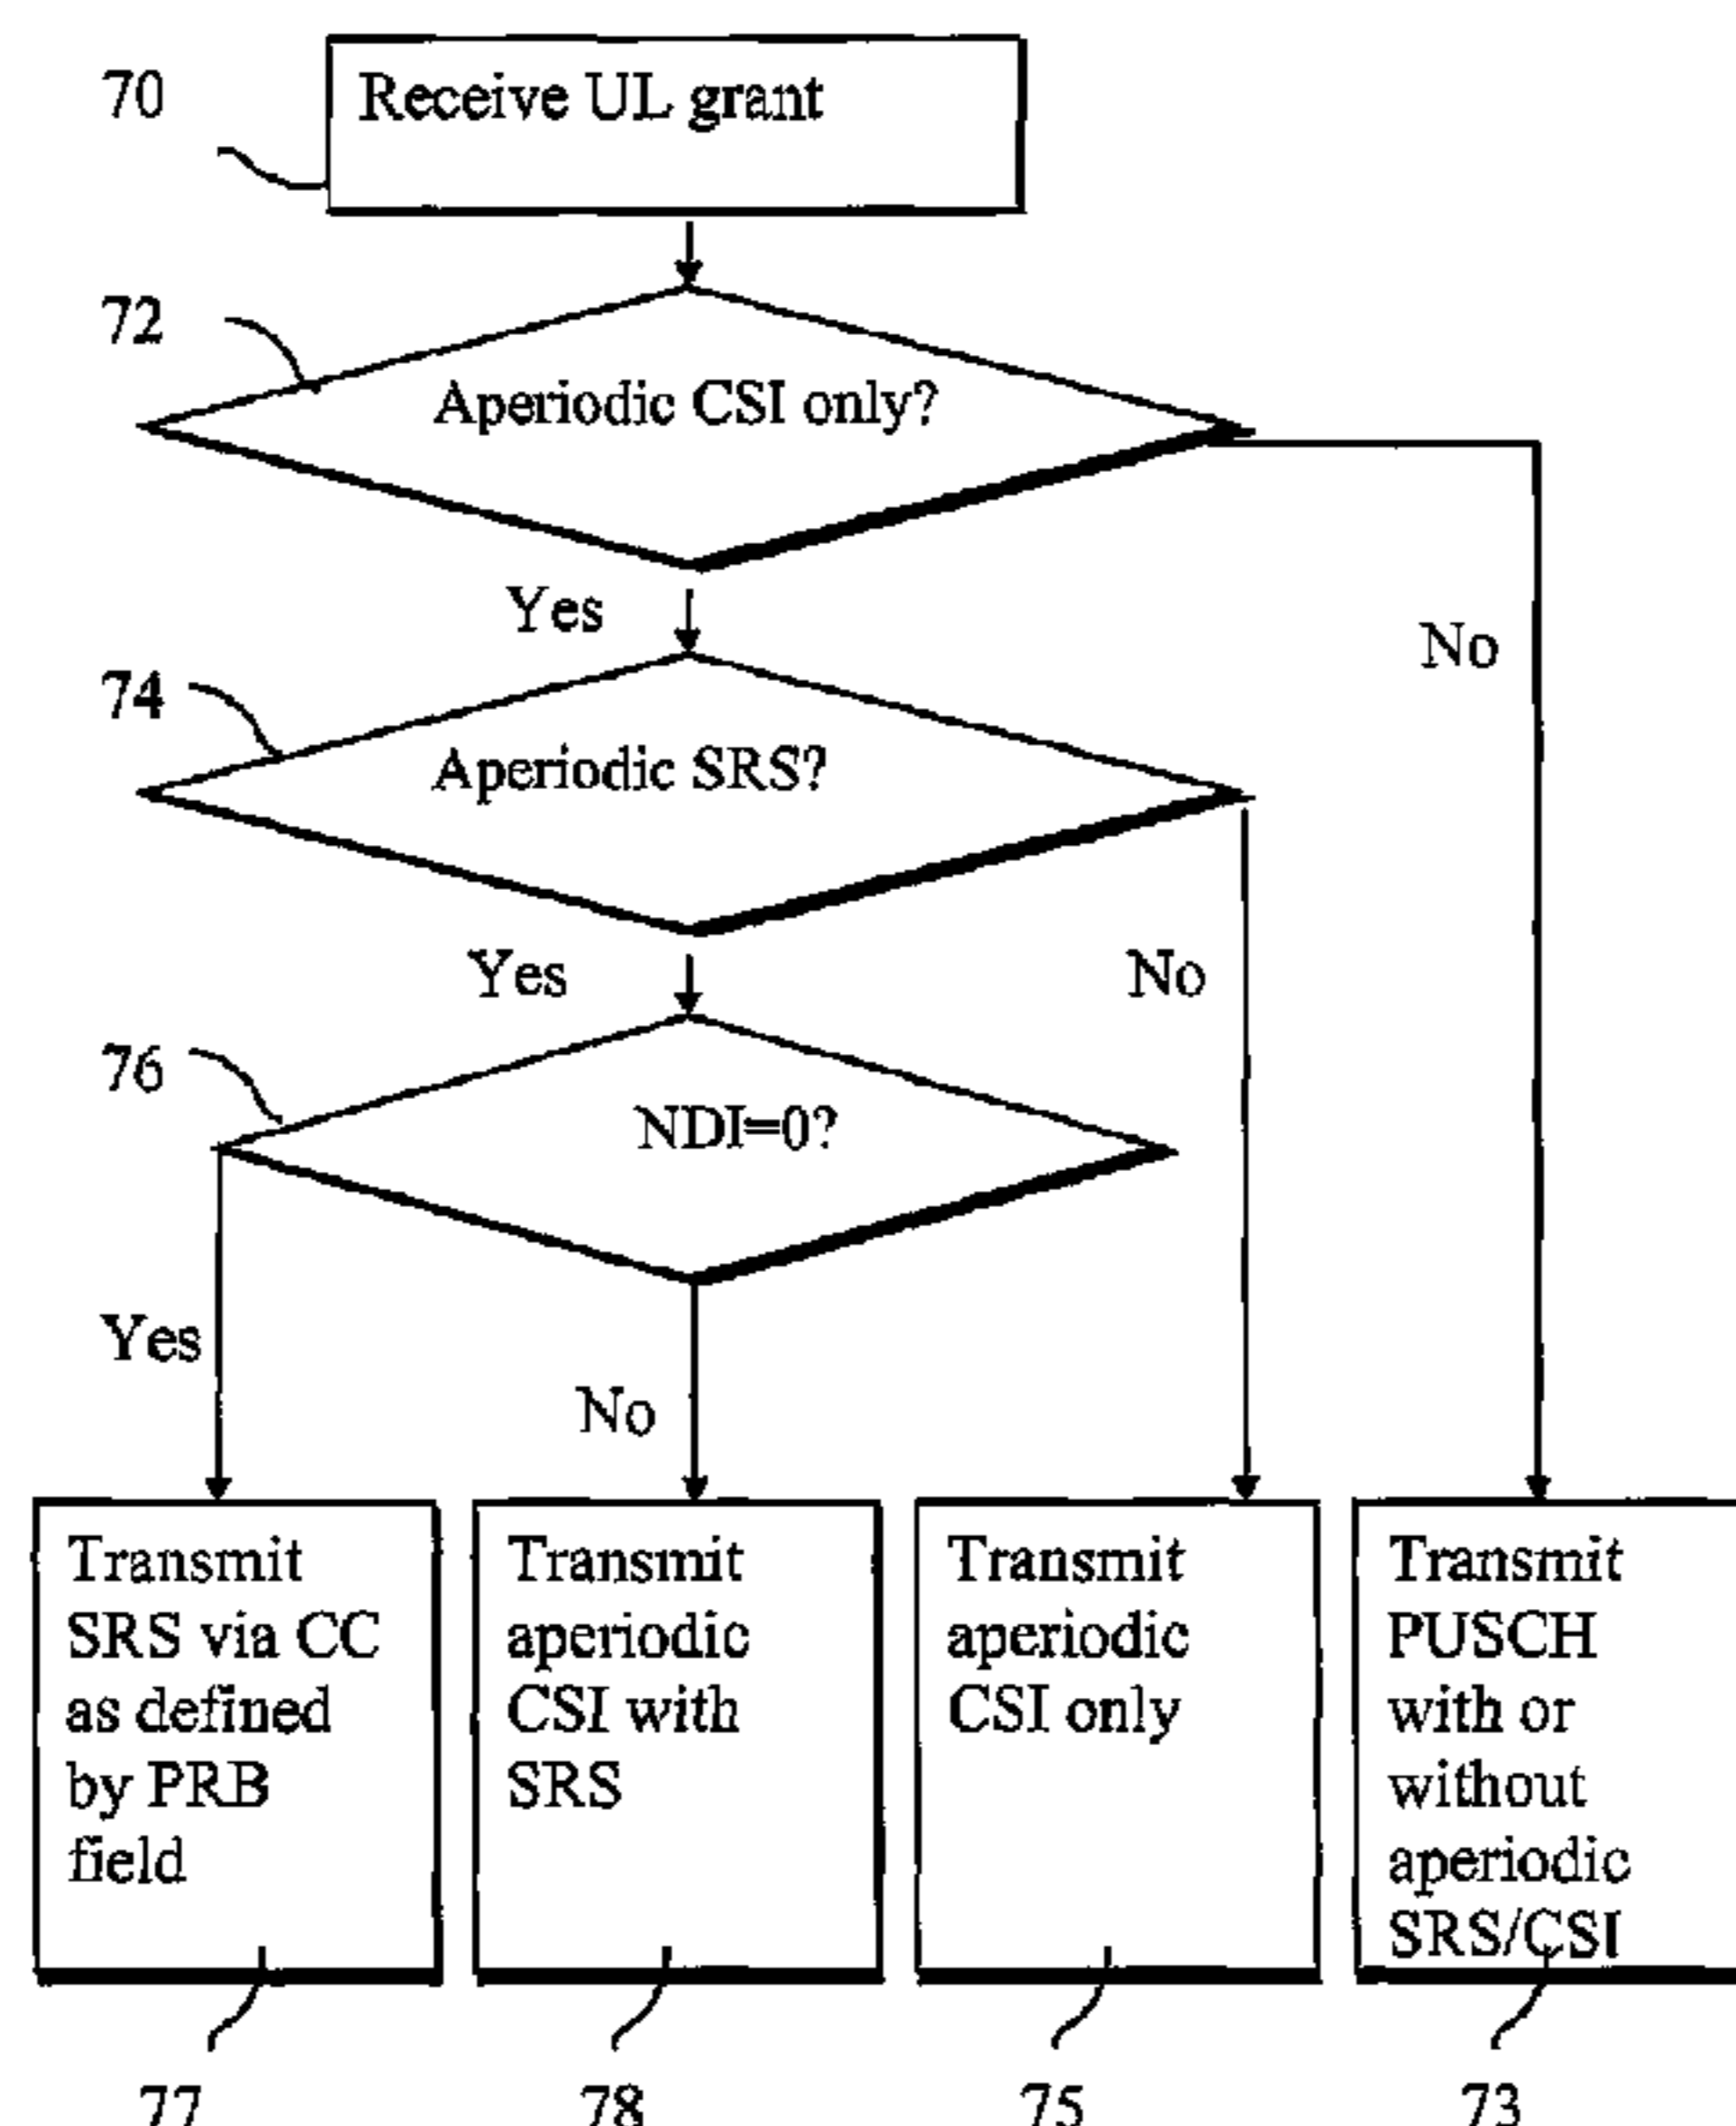 70
Receive UL grant
72
Aperiodic CSI only?
Yes
No
74
Aperiodic SRS?
Yes
No
76
NDI=0?
Yes
No
Transmit
SRS via CC
as defined
by PRB
field
Transmit
aperiodic
CSI with
SRS
Transmit
aperiodic
CSI only
Transmit
PUSCH
with or
without
aperiodic
SRS/CSI
77
78
75
73